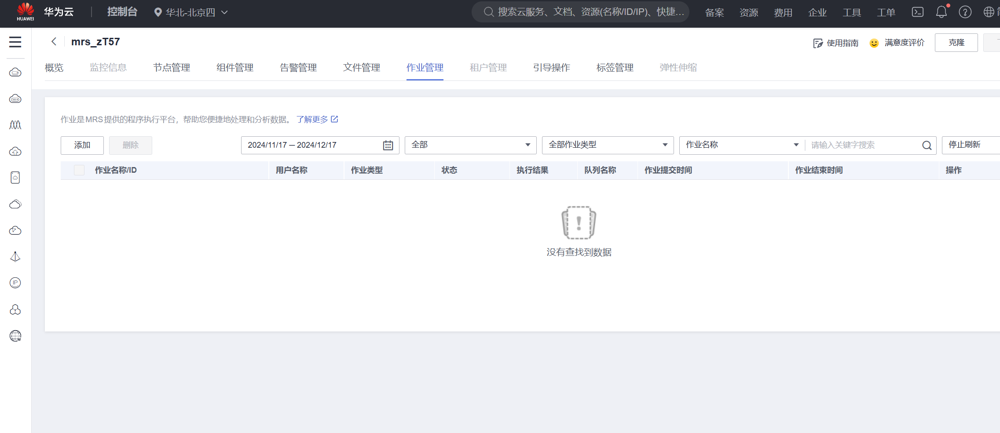 HUAWEI 华为云 控制台 华北-北京四 搜索云服务、文档、资源(名称/ID/IP)、快捷... 备案 资源 费用 企业 工具 工单
mrs_zT57 使用指南 满意度评价 克隆
概览 监控信息 节点管理 组件管理 告警管理 文件管理 作业管理 租户管理 引导操作 标签管理 弹性伸缩
作业是MRS提供的程序执行平台，帮助您便捷地处理和分析数据。 了解更多
添加 删除 2024/11/17 — 2024/12/17 全部 全部作业类型 作业名称 请输入关键字搜索 停止刷新
作业名称/ID 用户名称 作业类型 状态 执行结果 队列名称 作业提交时间 作业结束时间 操作
没有查找到数据
IP
W